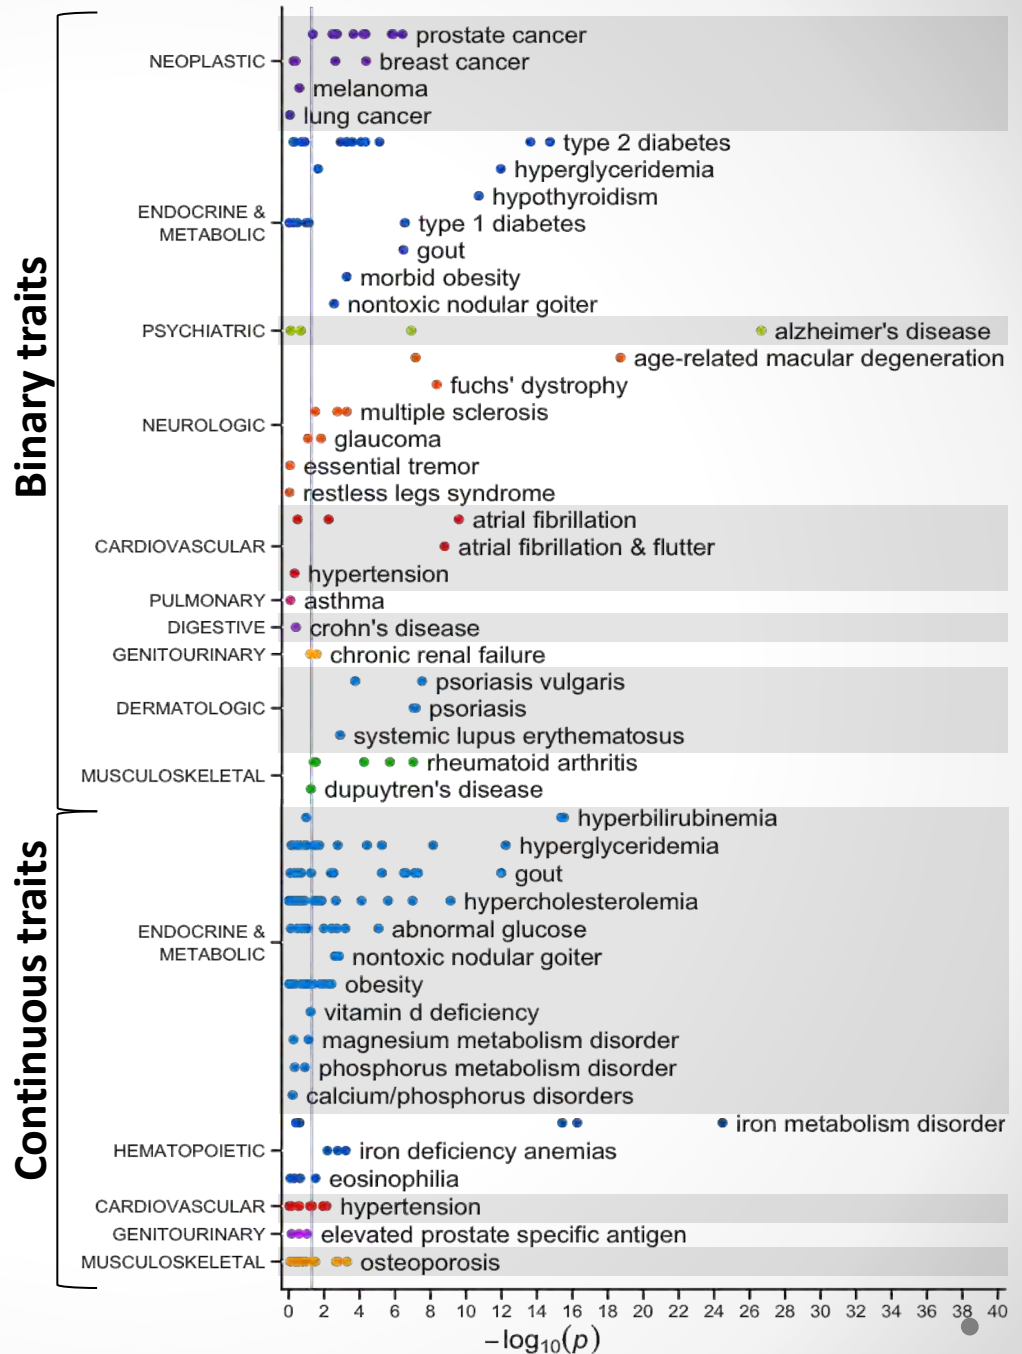 Binary traits
NEOPLASTIC
prostate cancer
breast cancer
melanoma
lung cancer
ENDOCRINE &
METABOLIC
type 2 diabetes
hyperglyceridemia
hypothyroidism
type 1 diabetes
gout
morbid obesity
nontoxic nodular goiter
PSYCHIATRIC
alzheimer's disease
NEUROLOGIC
age-related macular degeneration
fuchs' dystrophy
multiple sclerosis
glaucoma
essential tremor
restless legs syndrome
CARDIOVASCULAR
atrial fibrillation
atrial fibrillation & flutter
hypertension
PULMONARY
asthma
DIGESTIVE
crohn's disease
GENITOURINARY
chronic renal failure
DERMATOLOGIC
psoriasis vulgaris
psoriasis
systemic lupus erythematosus
MUSCULOSKELETAL
rheumatoid arthritis
dupuytren's disease
Continuous traits
ENDOCRINE &
METABOLIC
hyperbilirubinemia
hyperglyceridemia
gout
hypercholesterolemia
abnormal glucose
nontoxic nodular goiter
obesity
vitamin d deficiency
magnesium metabolism disorder
phosphorus metabolism disorder
calcium/phosphorus disorders
HEMATOPOIETIC
iron metabolism disorder
iron deficiency anemias
eosinophilia
CARDIOVASCULAR
hypertension
GENITOURINARY
elevated prostate specific antigen
MUSCULOSKELETAL
osteoporosis
0 2 4 6 8 10 12 14 16 18 20 22 24 26 28 30 32 34 36 38 40
−log₁₀(p)